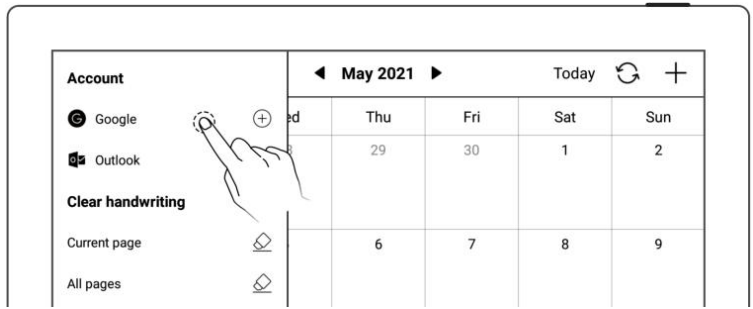 Account
Google
Outlook
Clear handwriting
Current page
All pages
May 2021
Today
ed Thu Fri Sat Sun
29 30 1 2
6 7 8 9